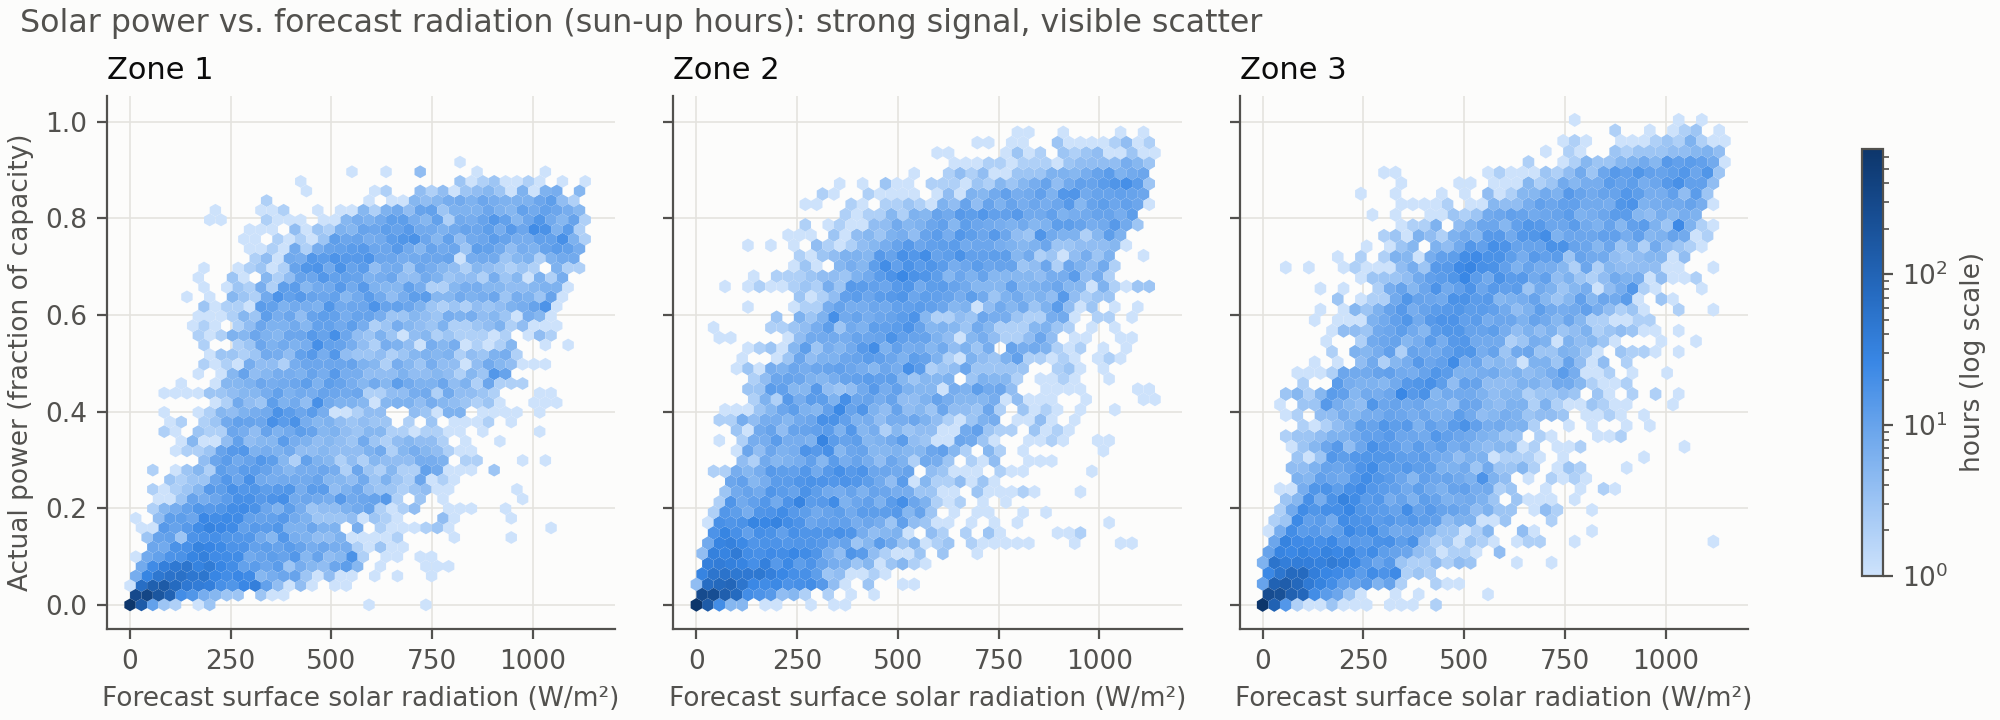 Solar power vs. forecast radiation (sun-up hours): strong signal, visible scatter
Zone 1
Zone 2
Zone 3
Actual power (fraction of capacity)
1.0
0.8
0.6
0.4
0.2
0.0
0 250 500 750 1000
0 250 500 750 1000
0 250 500 750 1000
Forecast surface solar radiation (W/m²)
Forecast surface solar radiation (W/m²)
Forecast surface solar radiation (W/m²)
10²
10¹
10⁰
hours (log scale)